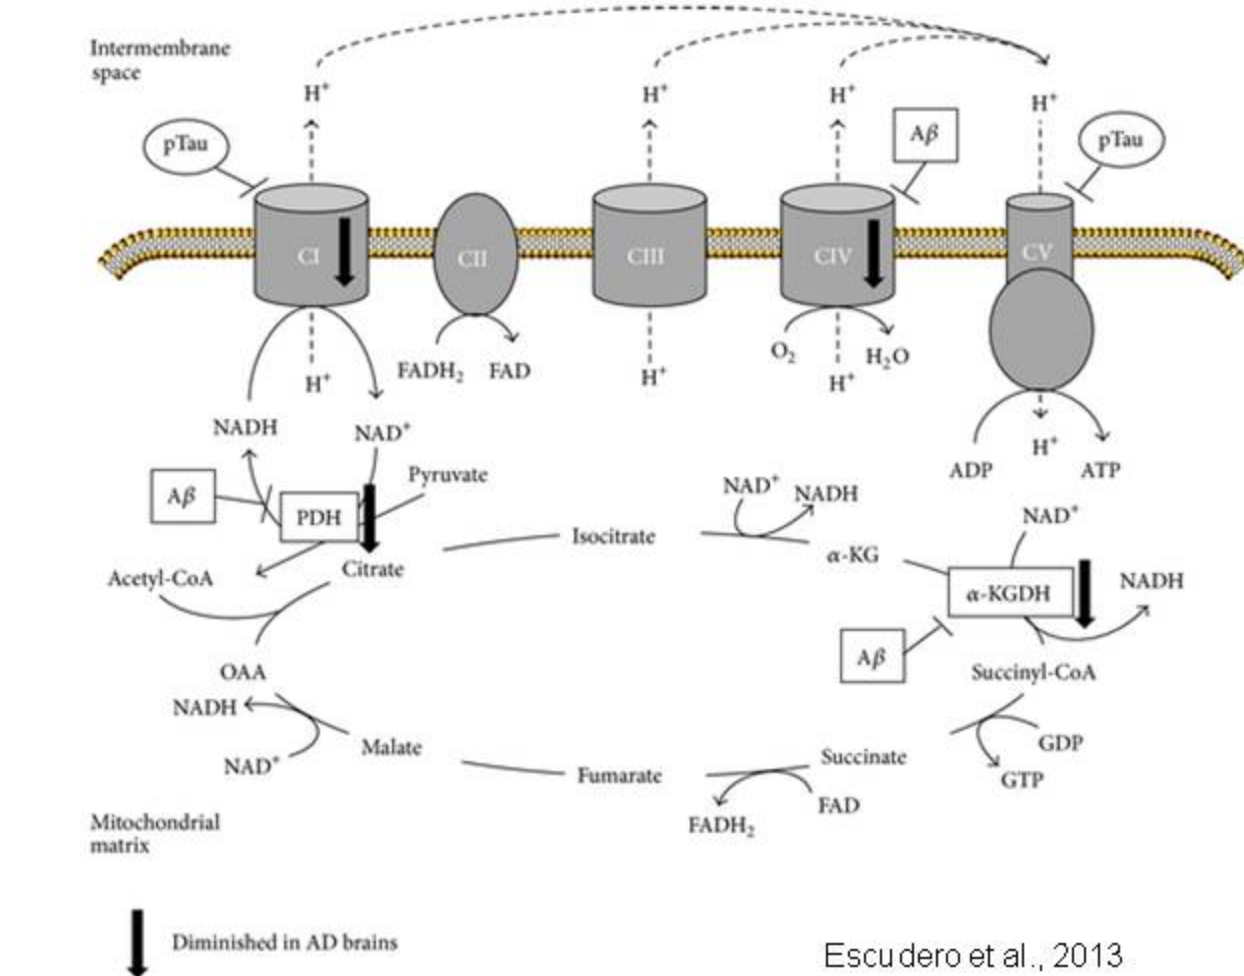 Intermembrane
space
H⁺
H⁺
H⁺
H⁺
pTau
Aβ
pTau
CI
CII
CIII
CIV
CV
H⁺
FADH₂
FAD
H⁺
O₂
H₂O
H⁺
NADH
NAD⁺
ADP
H⁺
ATP
Aβ
PDH
Pyruvate
Acetyl-CoA
Citrate
Isocitrate
NAD⁺
NADH
α-KG
NAD⁺
α-KGDH
NADH
Aβ
Succinyl-CoA
OAA
NADH
NAD⁺
Malate
Fumarate
Succinate
GDP
GTP
FAD
FADH₂
Mitochondrial
matrix
Diminished in AD brains
Escudero et al., 2013